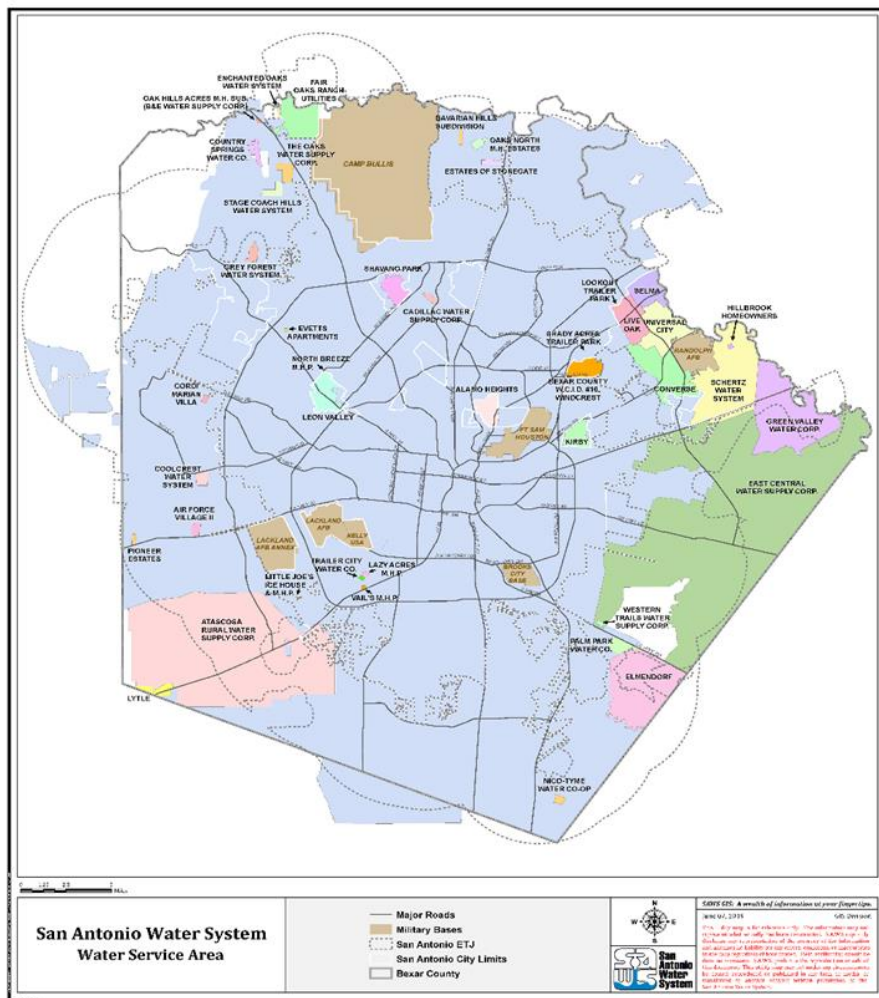 ENCHANTED OAKS
WATER SYSTEM
FAIR
OAKS RANCH
UTILITIES
OAK HILLS ACRES M.H. SUB.
(B&E WATER SUPPLY CORP.)
BAVARIAN HILLS
SUBDIVISION
COUNTRY
SPRINGS
WATER CO.
THE OAKS
WATER SUPPLY
CORP.
CAMP BULLIS
OAKS NORTH
M.H. ESTATES
ESTATES OF STONEGATE
STAGE COACH HILLS
WATER SYSTEM
GREY FOREST
WATER SYSTEM
SHAVANO PARK
LOOKOUT
TRAILER
PARK
SELMA
CADILLAC WATER
SUPPLY CORP.
HILLBROOK
HOMEOWNERS
LIVE
OAK
UNIVERSAL
CITY
EVETTS
APARTMENTS
BRADY ACRES
TRAILER PARK
RANDOLPH
AFB
NORTH BREEZE
M.H.P.
ALAMO HEIGHTS
BEXAR COUNTY
W.C.I.D. #10,
WINDCREST
CONVERSE
SCHERTZ
WATER
SYSTEM
CORDI
MARIAN
VILLA
LEON VALLEY
GREEN VALLEY
WATER CORP.
FT SAM
HOUSTON
KIRBY
COOLCREST
WATER
SYSTEM
EAST CENTRAL
WATER SUPPLY CORP.
AIR FORCE
VILLAGE II
LACKLAND
AFB
KELLY
USA
LACKLAND
AFB ANNEX
PIONEER
ESTATES
TRAILER CITY
WATER CO.
LAZY ACRES
M.H.P.
BROOKS
CITY
BASE
LITTLE JOE'S
ICE HOUSE
& M.H.P.
VAIL'S M.H.P.
WESTERN
TRAILS WATER
SUPPLY CORP.
ATASCOSA
RURAL WATER
SUPPLY CORP.
PALM PARK
WATER CO.
ELMENDORF
LYTLE
NICO-TYME
WATER CO-OP
San Antonio Water System
Water Service Area
Major Roads
Military Bases
San Antonio ETJ
San Antonio City Limits
Bexar County
N
W E
S
SAWS
San
Antonio
Water
System
SAWS GIS: A wealth of information at your fingertips.
GIS Division